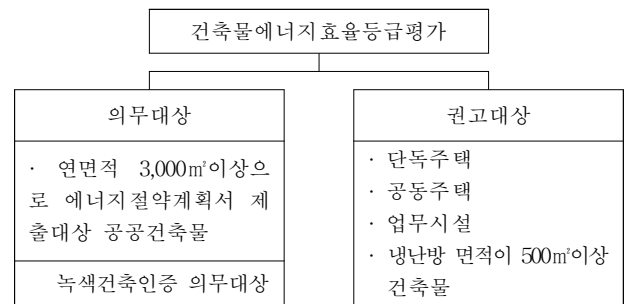 건축물에너지효율등급평가
의무대상
· 연면적 3,000㎡이상으
로 에너지절약계획서 제
출대상 공공건축물
녹색건축인증 의무대상
권고대상
· 단독주택
· 공동주택
· 업무시설
· 냉난방 면적이 500㎡이상
건축물